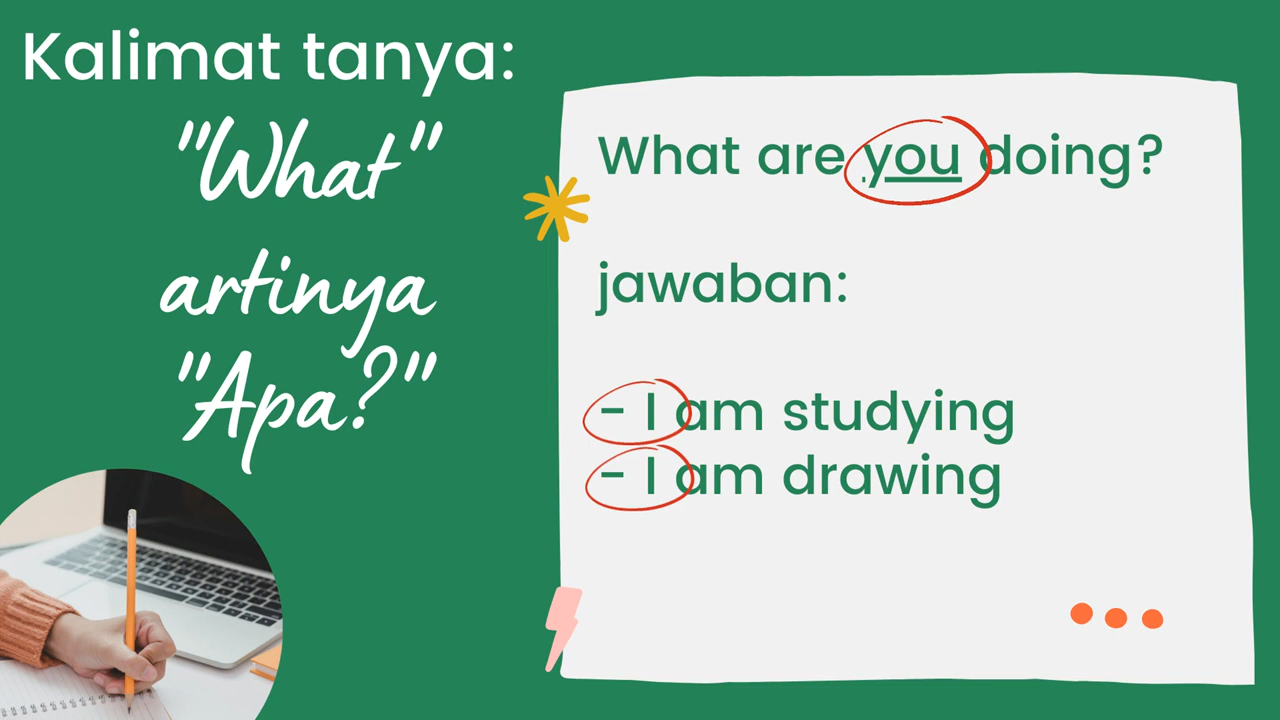 Kalimat tanya:
"What"
artinya
"Apa?"
What are you doing?
jawaban:
- I am studying
- I am drawing